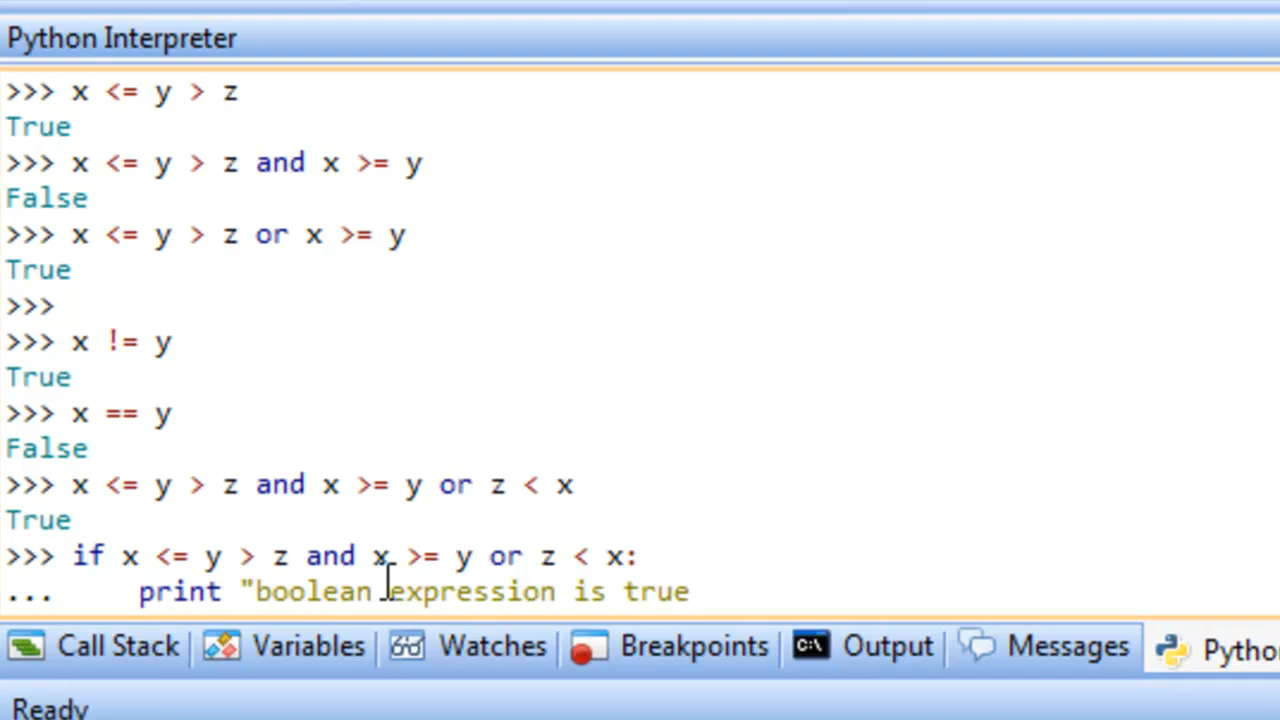 Python Interpreter
>>> x <= y > z
True
>>> x <= y > z and x >= y
False
>>> x <= y > z or x >= y
True
>>>
>>> x != y
True
>>> x == y
False
>>> x <= y > z and x >= y or z < x
True
>>> if x <= y > z and x >= y or z < x:
...     print "boolean expression is true
Call Stack Variables Watches Breakpoints Output Messages Pytho
Ready